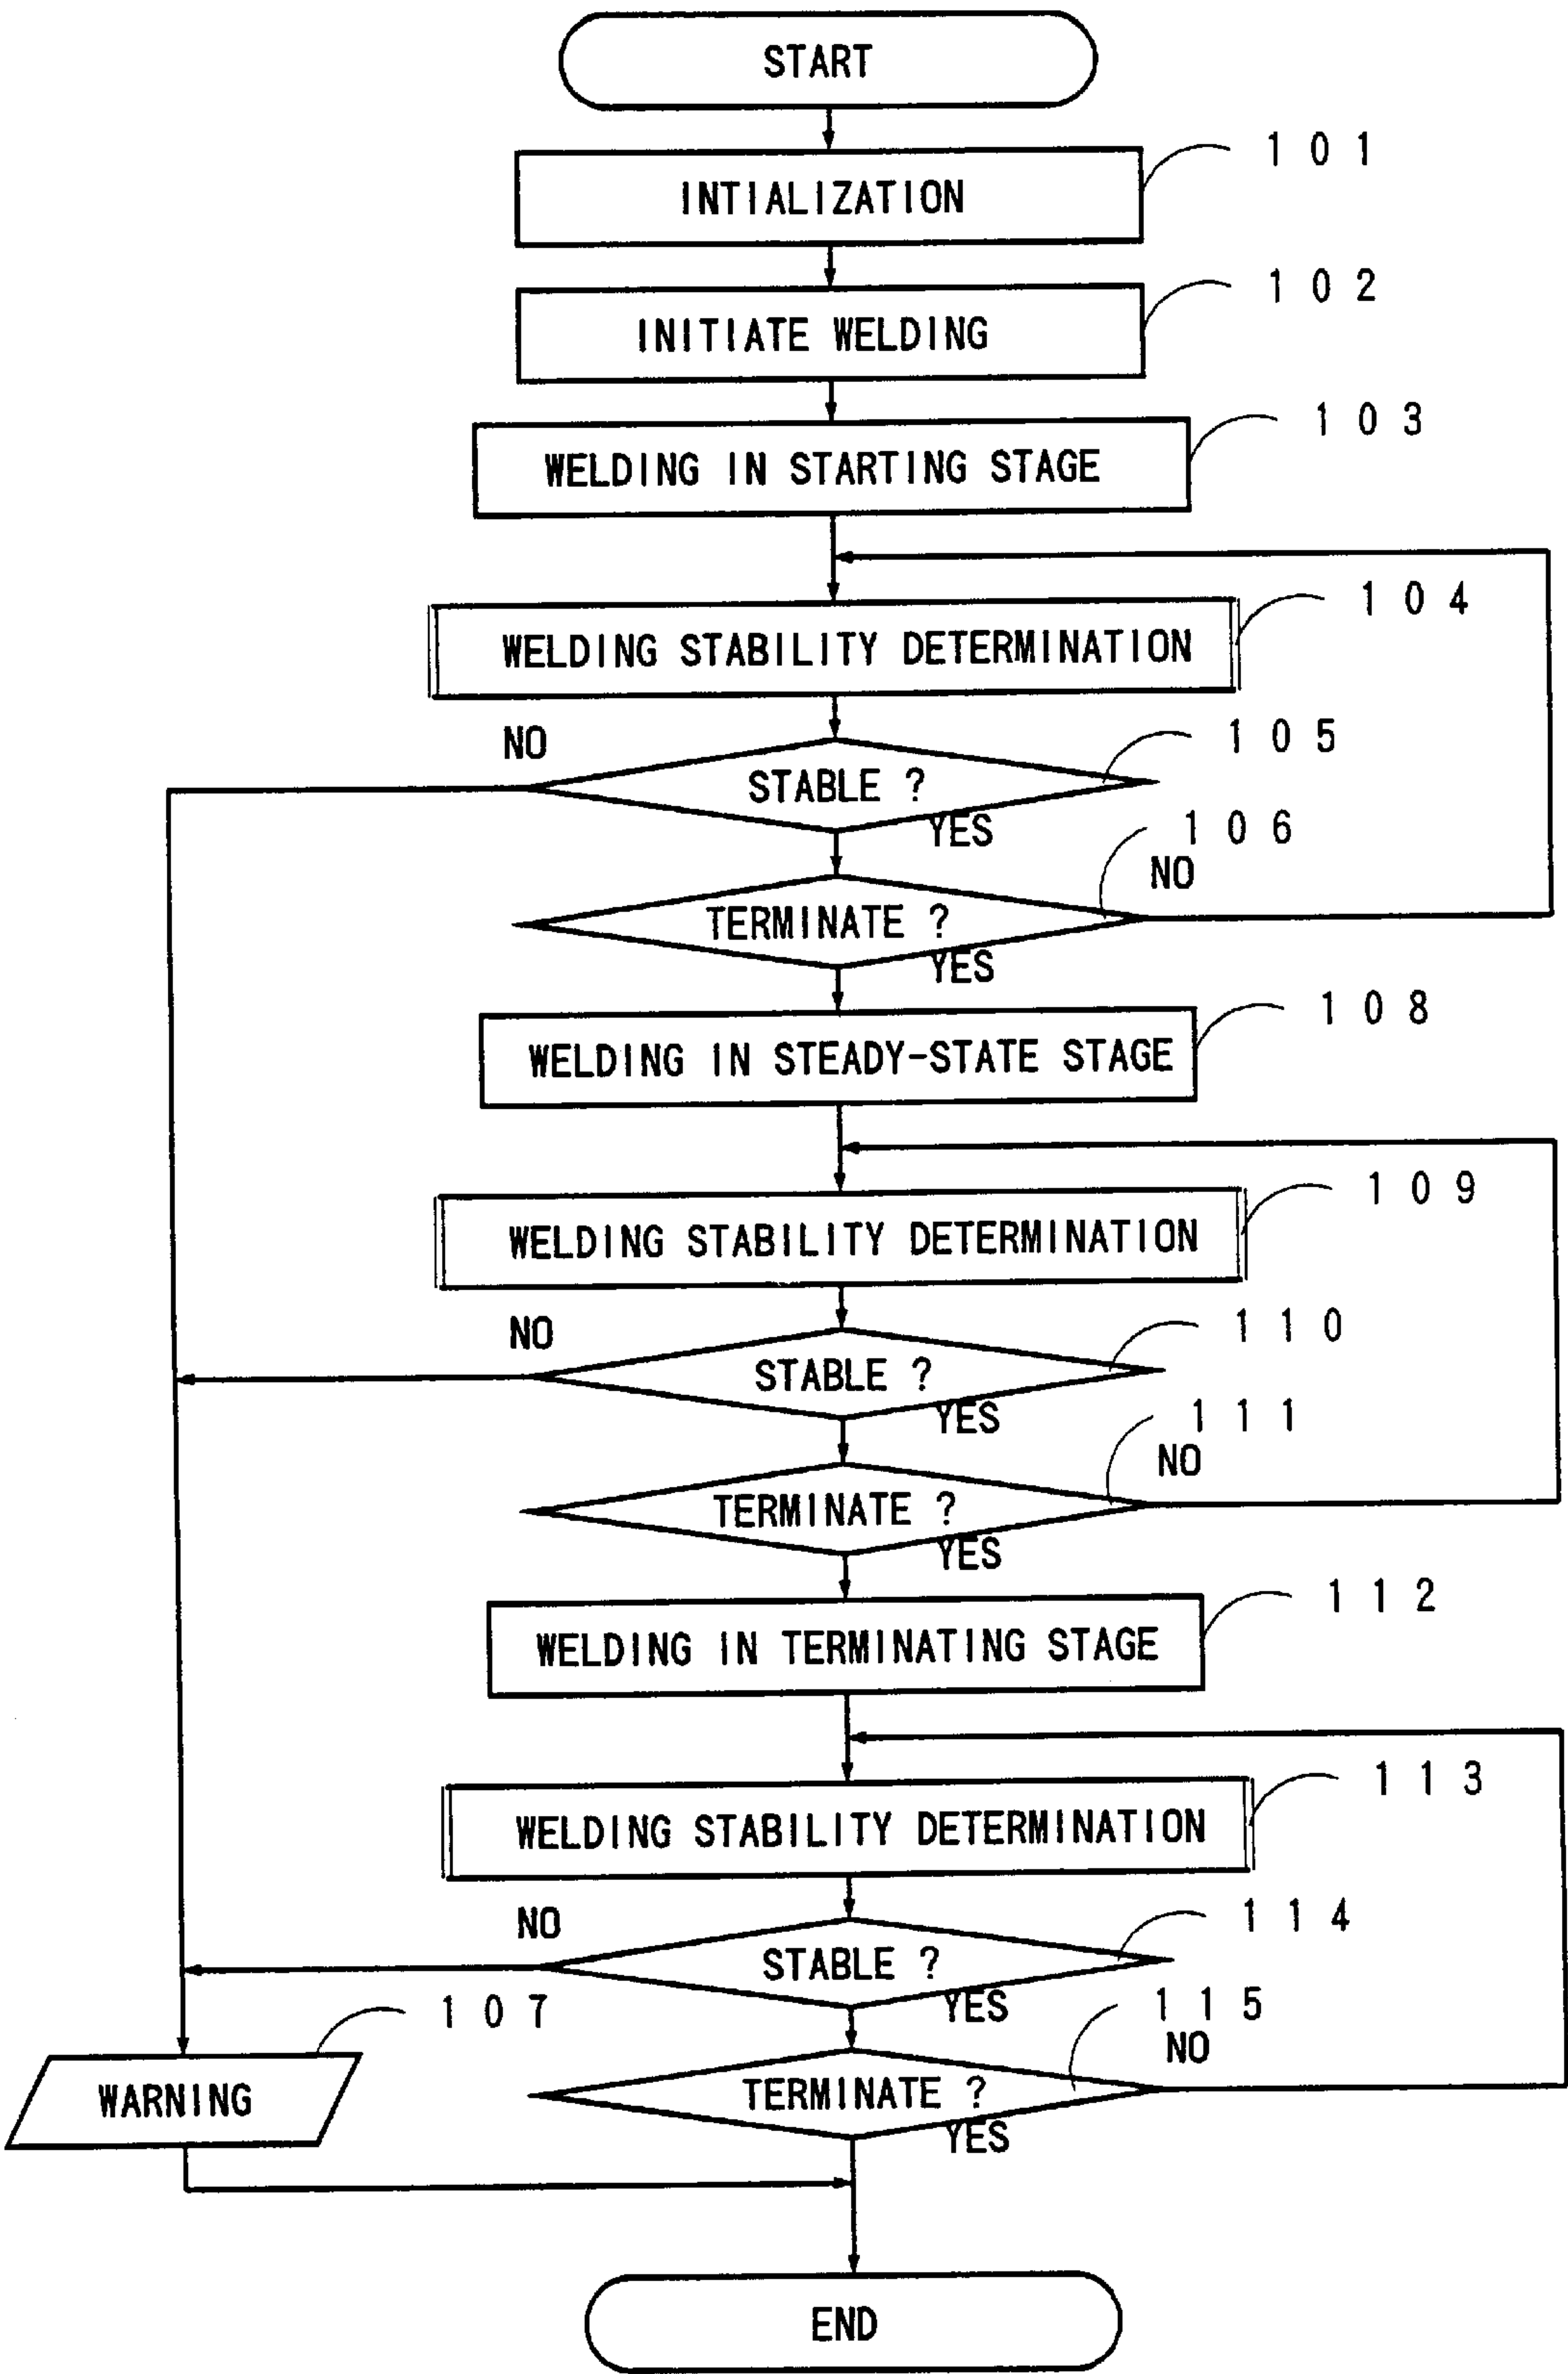 START
1 0 1
INTIALIZATION
1 0 2
INITIATE WELDING
1 0 3
WELDING IN STARTING STAGE
1 0 4
WELDING STABILITY DETERMINATION
NO
1 0 5
STABLE ?
YES
1 0 6
NO
TERMINATE ?
YES
1 0 8
WELDING IN STEADY-STATE STAGE
1 0 9
WELDING STABILITY DETERMINATION
NO
1 1 0
STABLE ?
YES
1 1 1
NO
TERMINATE ?
YES
1 1 2
WELDING IN TERMINATING STAGE
1 1 3
WELDING STABILITY DETERMINATION
NO
1 1 4
STABLE ?
YES
1 0 7
1 1 5
NO
WARNING
TERMINATE ?
YES
END